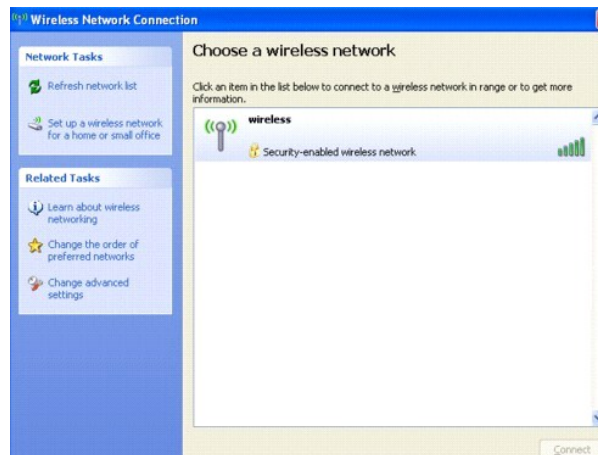 Wireless Network Connection
Network Tasks
Refresh network list
Set up a wireless network
for a home or small office
Related Tasks
Learn about wireless
networking
Change the order of
preferred networks
Change advanced
settings
Choose a wireless network
Click an item in the list below to connect to a wireless network in range or to get more
information.
wireless
Security-enabled wireless network
Connect